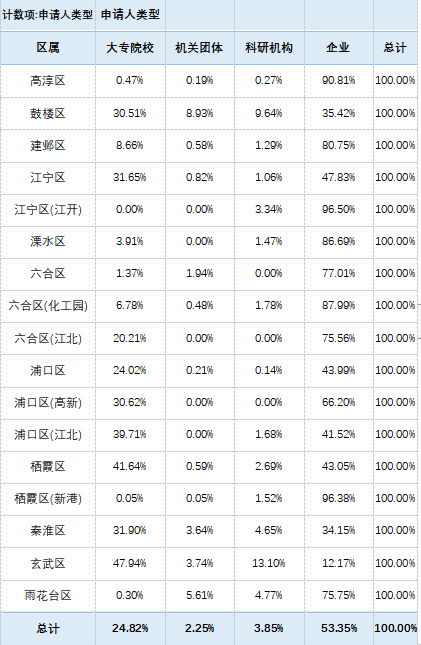 计数项:申请人类型 申请人类型
区属 大专院校 机关团体 科研机构 企业 总计
高淳区 0.47% 0.19% 0.27% 90.81% 100.00%
鼓楼区 30.51% 8.93% 9.64% 35.42% 100.00%
建邺区 8.66% 0.58% 1.29% 80.75% 100.00%
江宁区 31.65% 0.82% 1.06% 47.83% 100.00%
江宁区(江开) 0.00% 0.00% 3.34% 96.50% 100.00%
溧水区 3.91% 0.00% 1.47% 86.69% 100.00%
六合区 1.37% 1.94% 0.00% 77.01% 100.00%
六合区(化工园) 6.78% 0.48% 1.78% 87.99% 100.00%
六合区(江北) 20.21% 0.00% 0.00% 75.56% 100.00%
浦口区 24.02% 0.21% 0.14% 43.99% 100.00%
浦口区(高新) 30.62% 0.00% 0.00% 66.20% 100.00%
浦口区(江北) 39.71% 0.00% 1.68% 41.52% 100.00%
栖霞区 41.64% 0.59% 2.69% 43.05% 100.00%
栖霞区(新港) 0.05% 0.05% 1.52% 96.38% 100.00%
秦淮区 31.90% 3.64% 4.65% 34.15% 100.00%
玄武区 47.94% 3.74% 13.10% 12.17% 100.00%
雨花台区 0.30% 5.61% 4.77% 75.75% 100.00%
总计 24.82% 2.25% 3.85% 53.35% 100.00%